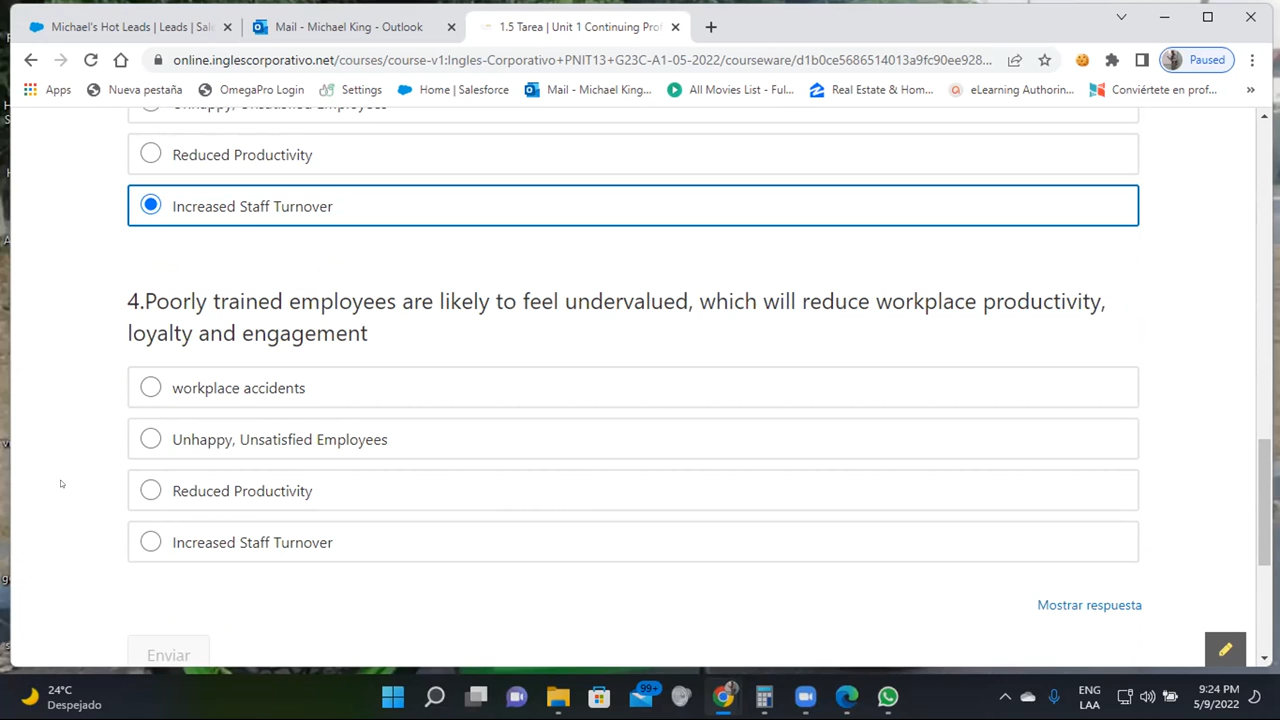 Michael's Hot Leads | Leads | Sal
Mail - Michael King - Outlook
1.5 Tarea | Unit 1 Continuing Prof
online.inglescorporativo.net/courses/course-v1:Ingles-Corporativo+PNIT13+G23C-A1-05-2022/courseware/d1b0ce5686514013a9fc90ee928...
Paused
Apps
Nueva pestaña
OmegaPro Login
Settings
Home | Salesforce
Mail - Michael King...
All Movies List - Ful...
Real Estate & Hom...
eLearning Authorin...
Conviértete en prof...
Unhappy, Unsatisfied Employees
Reduced Productivity
Increased Staff Turnover
4.Poorly trained employees are likely to feel undervalued, which will reduce workplace productivity,
loyalty and engagement
workplace accidents
Unhappy, Unsatisfied Employees
Reduced Productivity
Increased Staff Turnover
Mostrar respuesta
Enviar
24°C
Despejado
99+
ENG
LAA
9:24 PM
5/9/2022